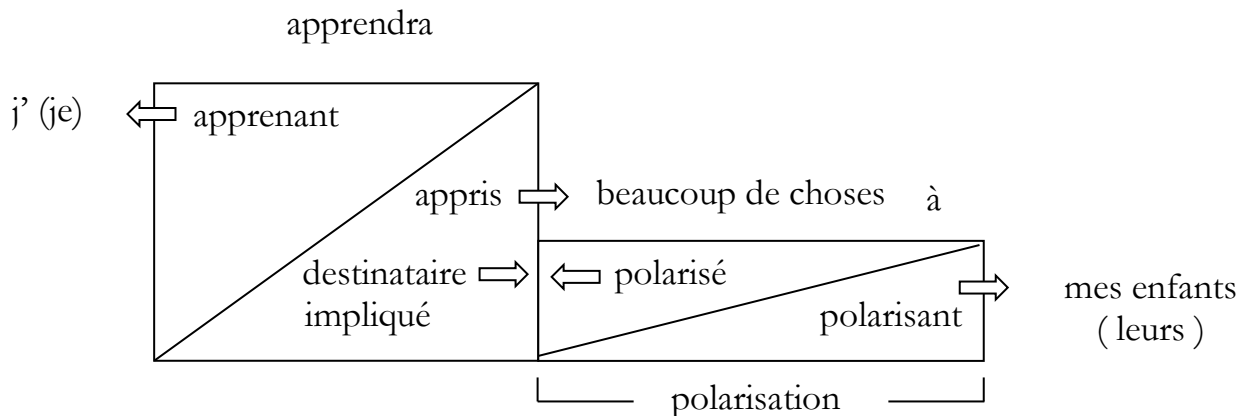 apprendra
j’ (je) apprenant
appris beaucoup de choses à
destinataire polarisé
impliqué polarisant mes enfants
( leurs )
polarisation